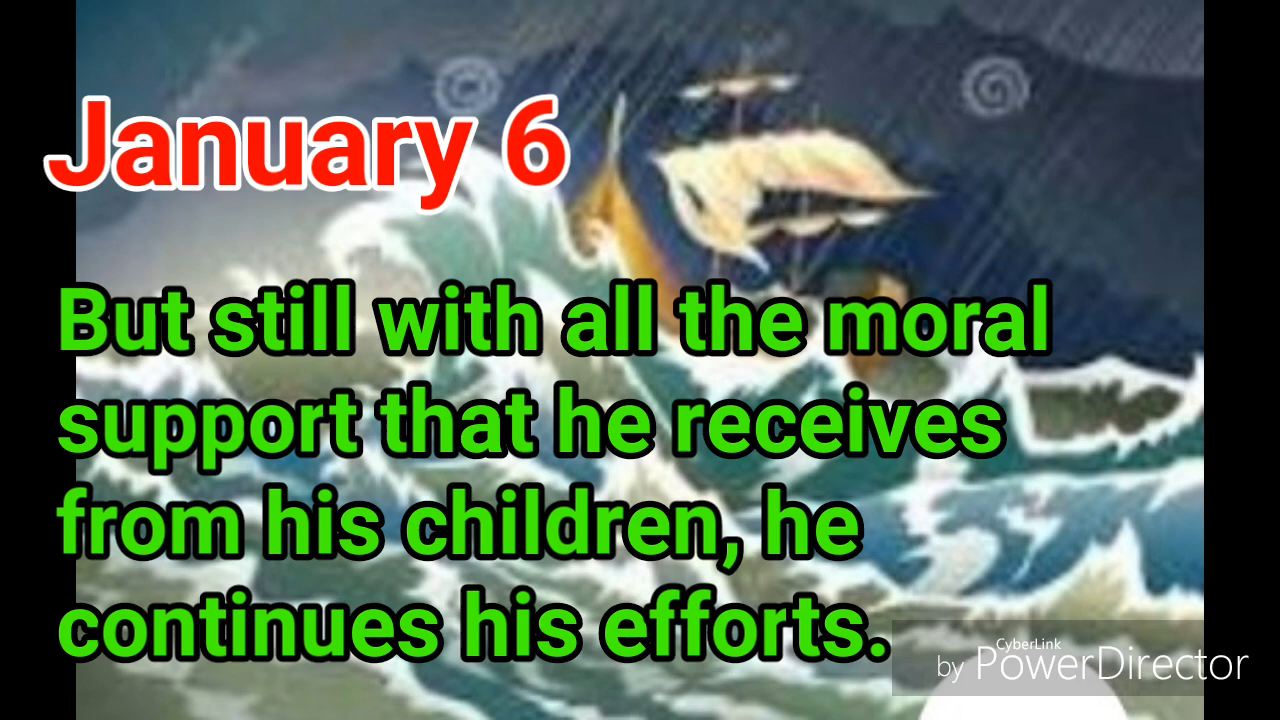 January 6
But still with all the moral
support that he receives
from his children, he
continues his efforts.
CyberLink
by PowerDirector